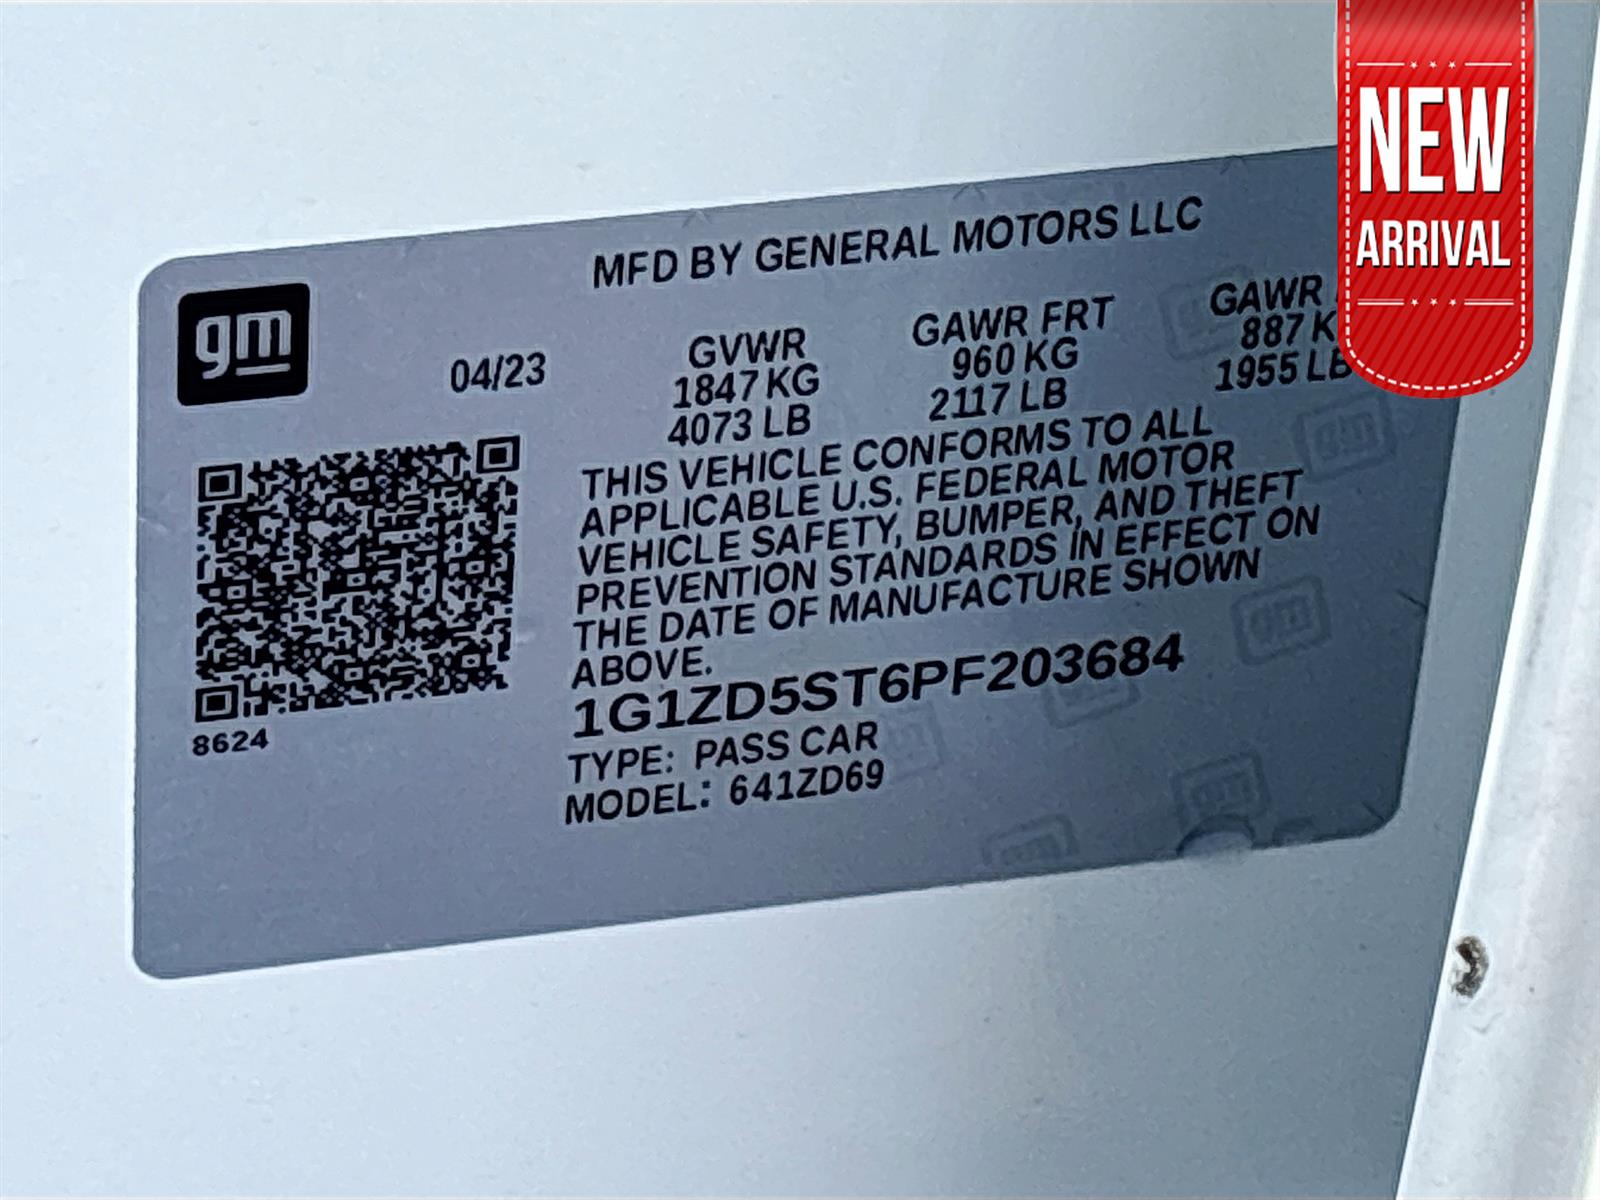 NEW
ARRIVAL
MFD BY GENERAL MOTORS LLC
gm
04/23
GVWR
1847 KG
4073 LB
GAWR FRT
960 KG
2117 LB
GAWR
887 K
1955 LB
THIS VEHICLE CONFORMS TO ALL
APPLICABLE U.S. FEDERAL MOTOR
VEHICLE SAFETY, BUMPER, AND THEFT
PREVENTION STANDARDS IN EFFECT ON
THE DATE OF MANUFACTURE SHOWN
ABOVE.
1G1ZD5ST6PF203684
TYPE: PASS CAR
MODEL: 641ZD69
8624